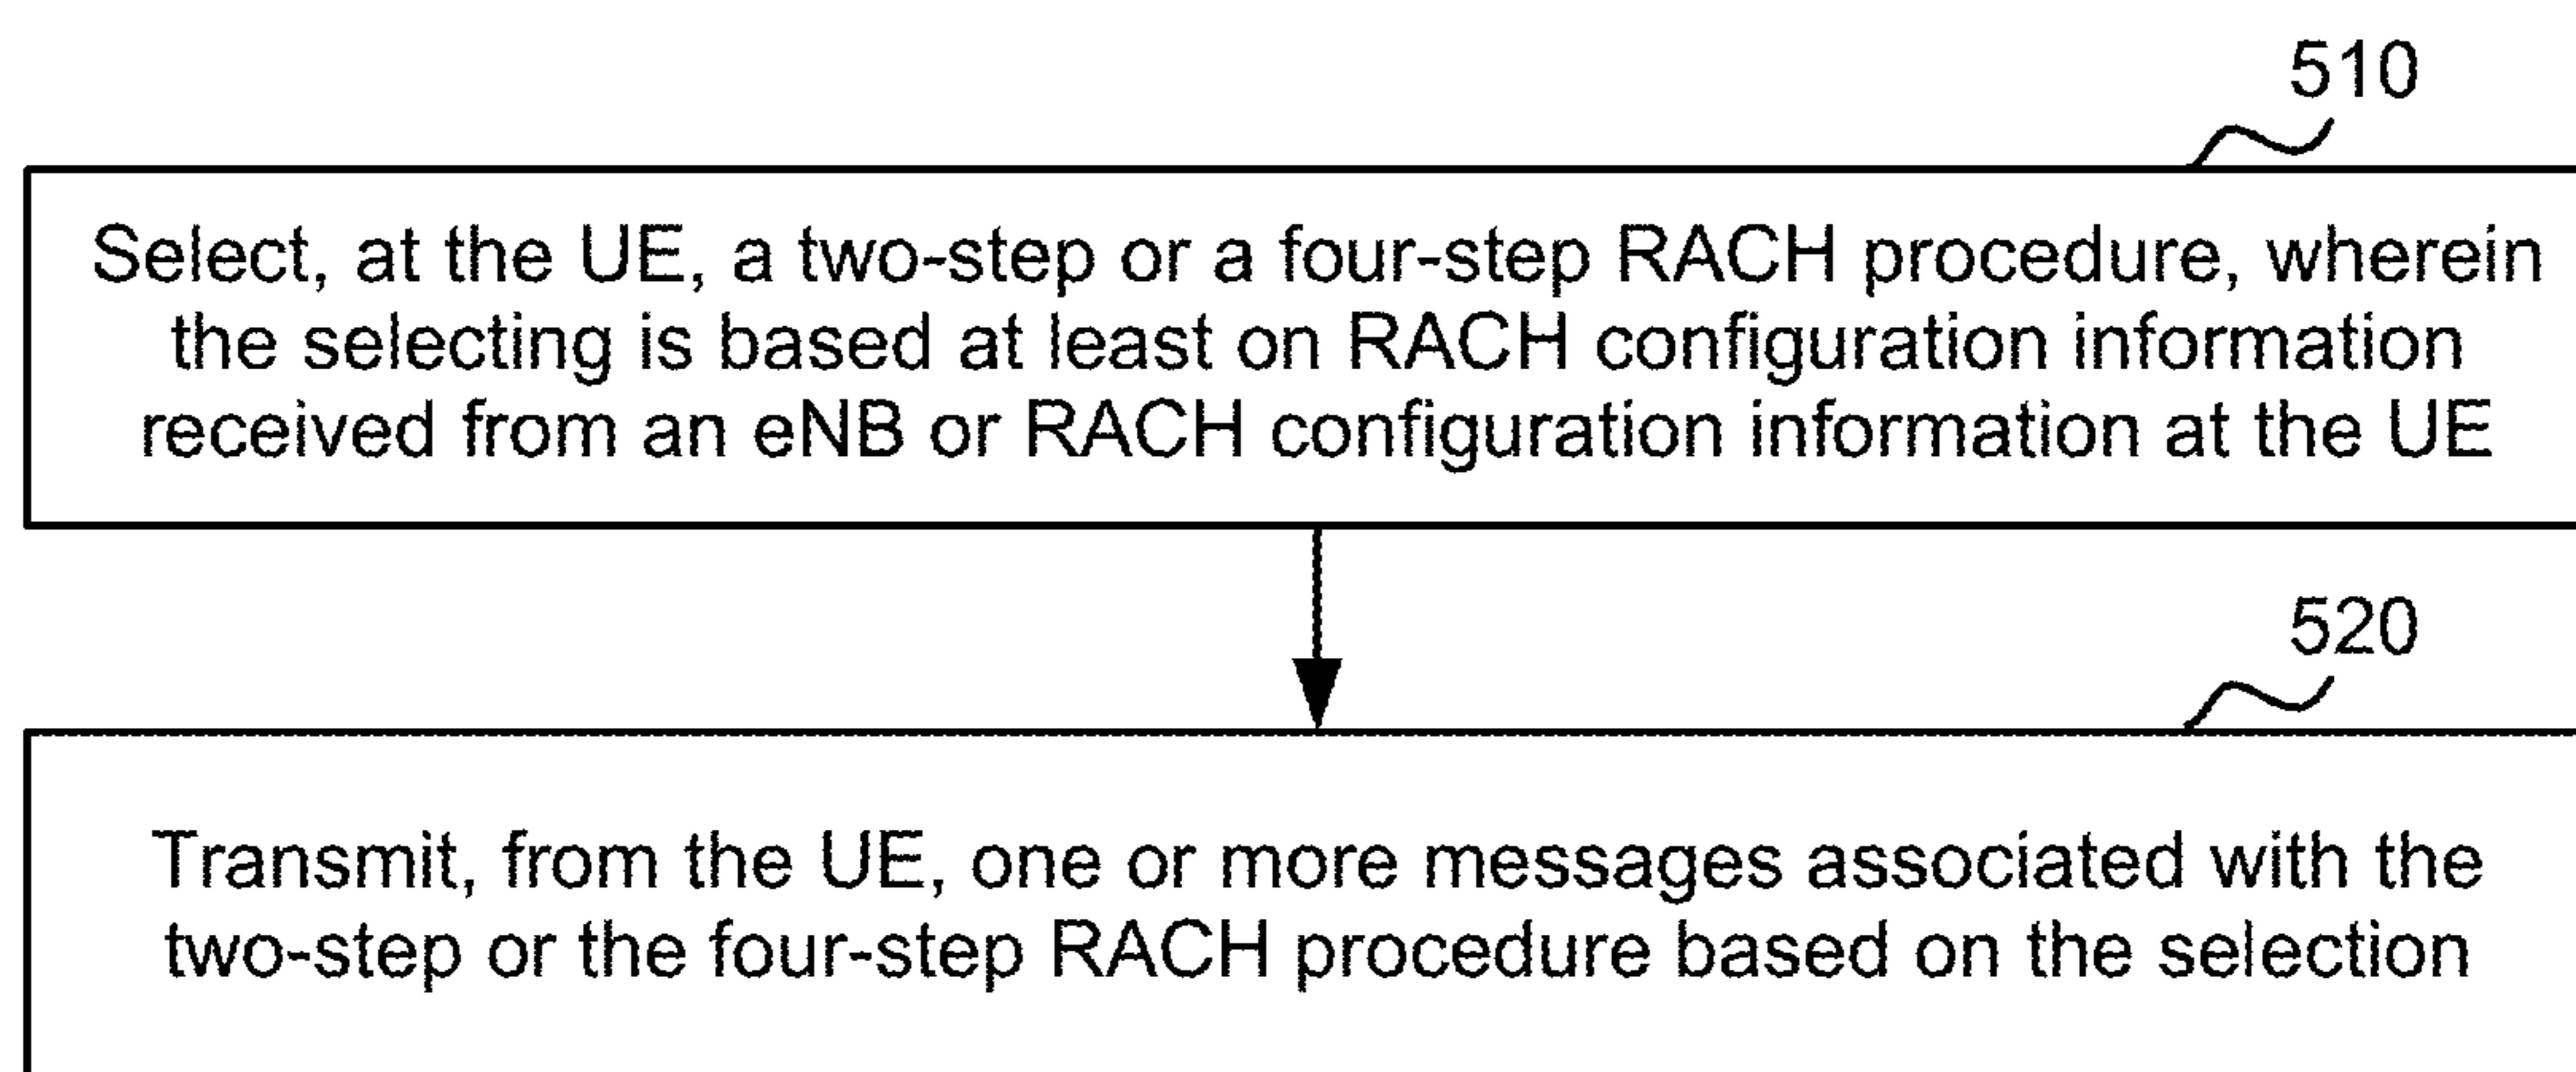 510
Select, at the UE, a two-step or a four-step RACH procedure, wherein
the selecting is based at least on RACH configuration information
received from an eNB or RACH configuration information at the UE
520
Transmit, from the UE, one or more messages associated with the
two-step or the four-step RACH procedure based on the selection